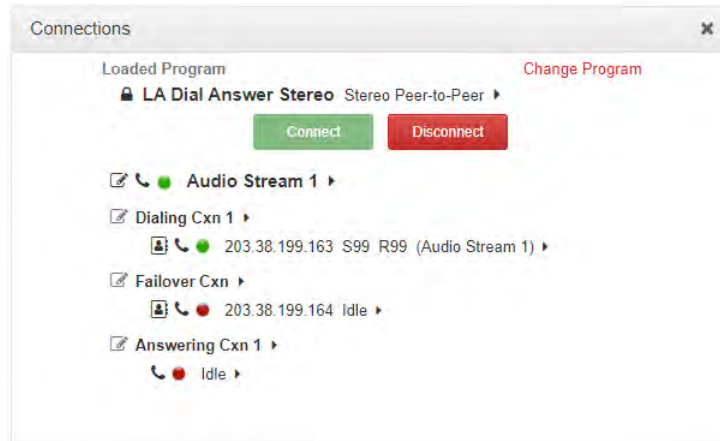 Connections
Loaded Program Change Program
LA Dial Answer Stereo Stereo Peer-to-Peer
Connect Disconnect
Audio Stream 1
Dialing Cxn 1
203.38.199.163 S99 R99 (Audio Stream 1)
Failover Cxn
203.38.199.164 Idle
Answering Cxn 1
Idle